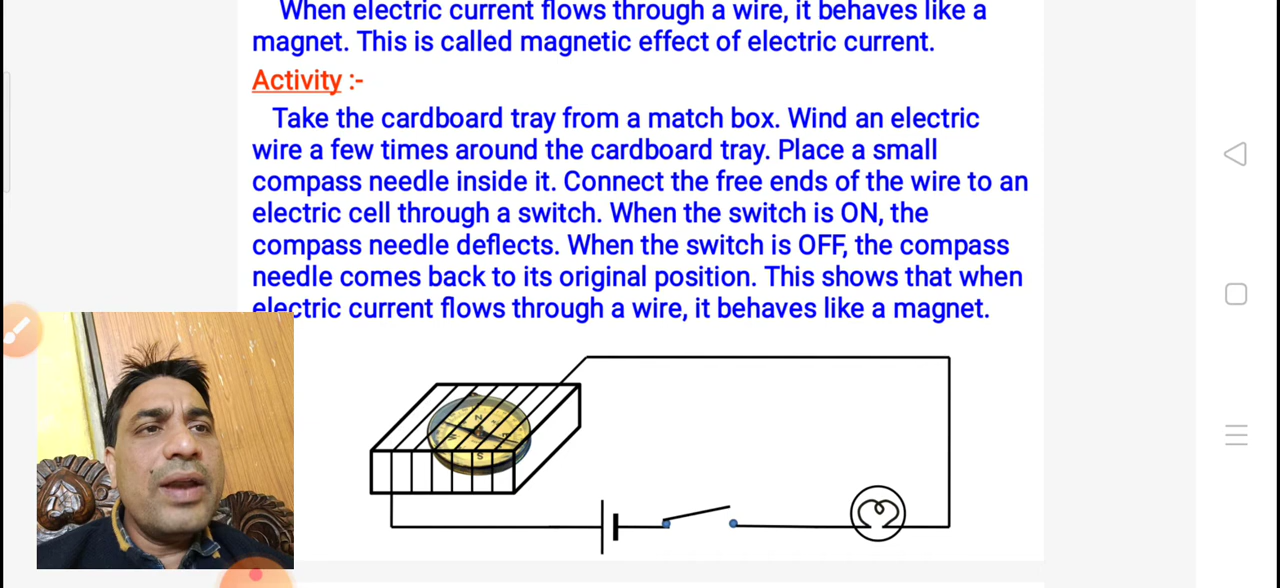 When electric current flows through a wire, it behaves like a
magnet. This is called magnetic effect of electric current.
Activity :-
Take the cardboard tray from a match box. Wind an electric
wire a few times around the cardboard tray. Place a small
compass needle inside it. Connect the free ends of the wire to an
electric cell through a switch. When the switch is ON, the
compass needle deflects. When the switch is OFF, the compass
needle comes back to its original position. This shows that when
electric current flows through a wire, it behaves like a magnet.
N
W
S